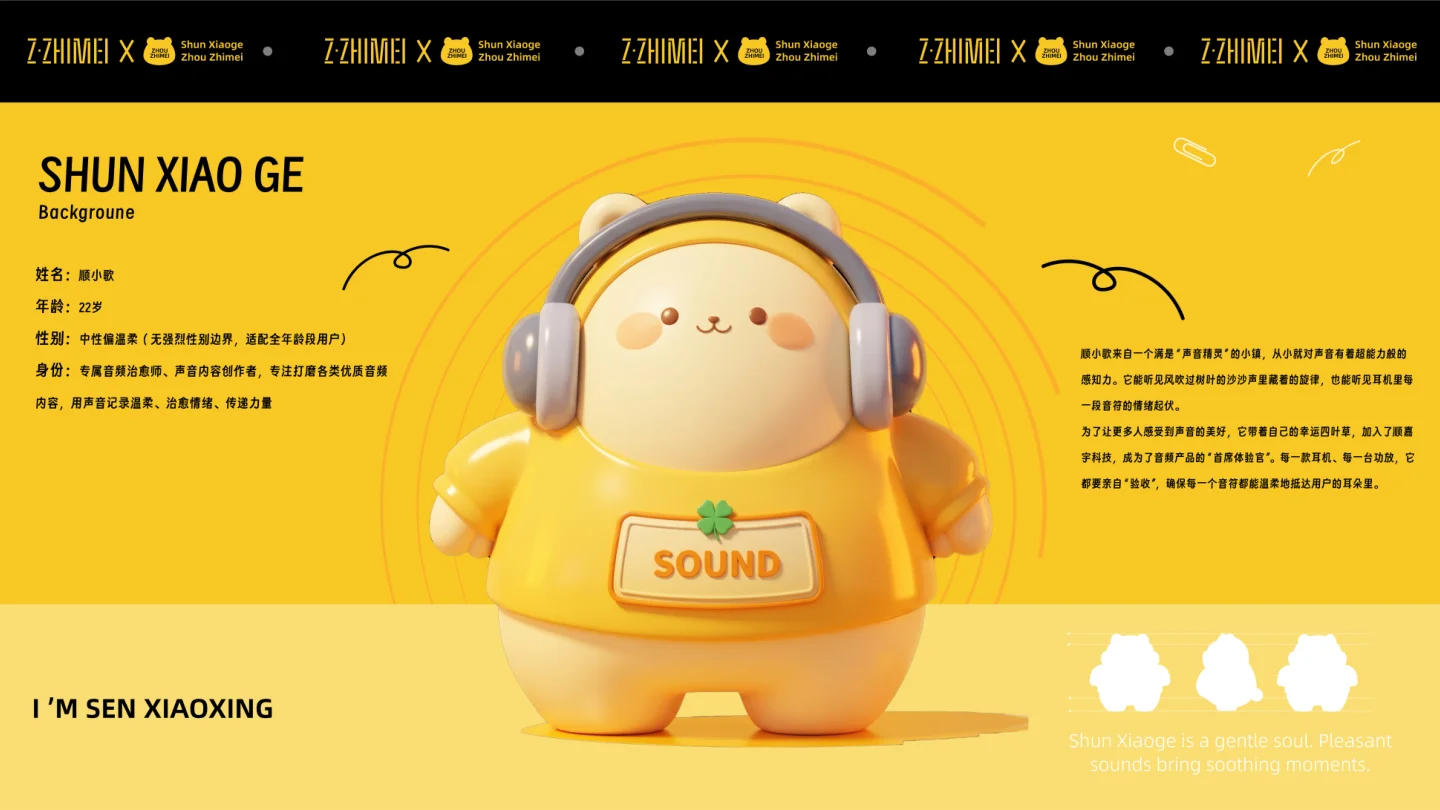 Z·ZHIMEI X ZHOU ZHIMEI Shun Xiaoge Zhou Zhimei
Z·ZHIMEI X ZHOU ZHIMEI Shun Xiaoge Zhou Zhimei
Z·ZHIMEI X ZHOU ZHIMEI Shun Xiaoge Zhou Zhimei
Z·ZHIMEI X ZHOU ZHIMEI Shun Xiaoge Zhou Zhimei
Z·ZHIMEI X ZHOU ZHIMEI Shun Xiaoge Zhou Zhimei
SHUN XIAO GE
Backgroune
姓名：顺小歌
年龄：22岁
性别：中性偏温柔（无强烈性别边界，适配全年龄段用户）
身份：专属音频治愈师、声音内容创作者，专注打磨各类优质音频
内容，用声音记录温柔、治愈情绪、传递力量
顺小歌来自一个满是“声音精灵”的小镇，从小就对声音有着超能力般的
感知力。它能听见风吹过树叶的沙沙声里藏着的旋律，也能听见耳机里每
一段音符的情绪起伏。
为了让更多人感受到声音的美好，它带着自己的幸运四叶草，加入了顺嘉
宇科技，成为了音频产品的“首席体验官”。每一款耳机、每一台功放，它
都要亲自“验收”，确保每一个音符都能温柔地抵达用户的耳朵里。
SOUND
I ’M SEN XIAOXING
Shun Xiaoge is a gentle soul. Pleasant
sounds bring soothing moments.